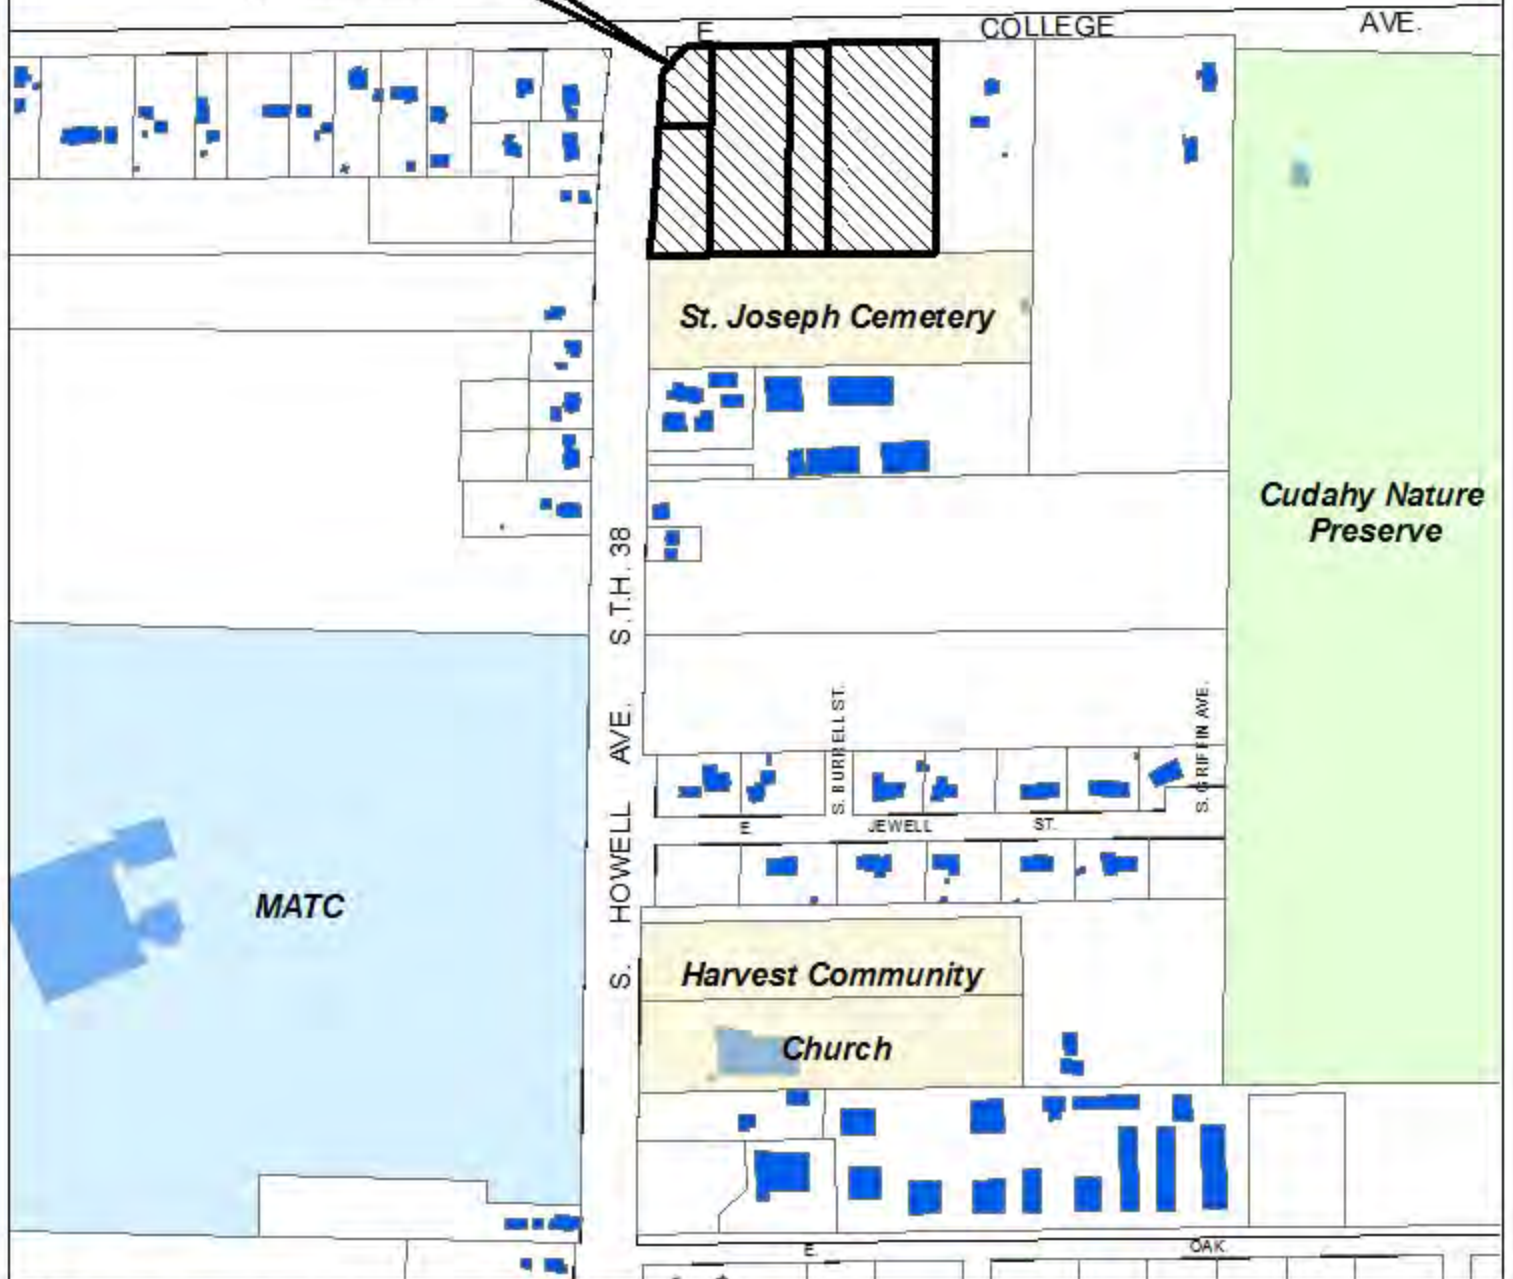 E. COLLEGE AVE.
St. Joseph Cemetery
Cudahy Nature
Preserve
S. HOWELL AVE. S.T.H. 38
S. BURRELL ST.
S. GRIFFIN AVE.
E. JEWELL ST.
MATC
Harvest Community
Church
E. OAK